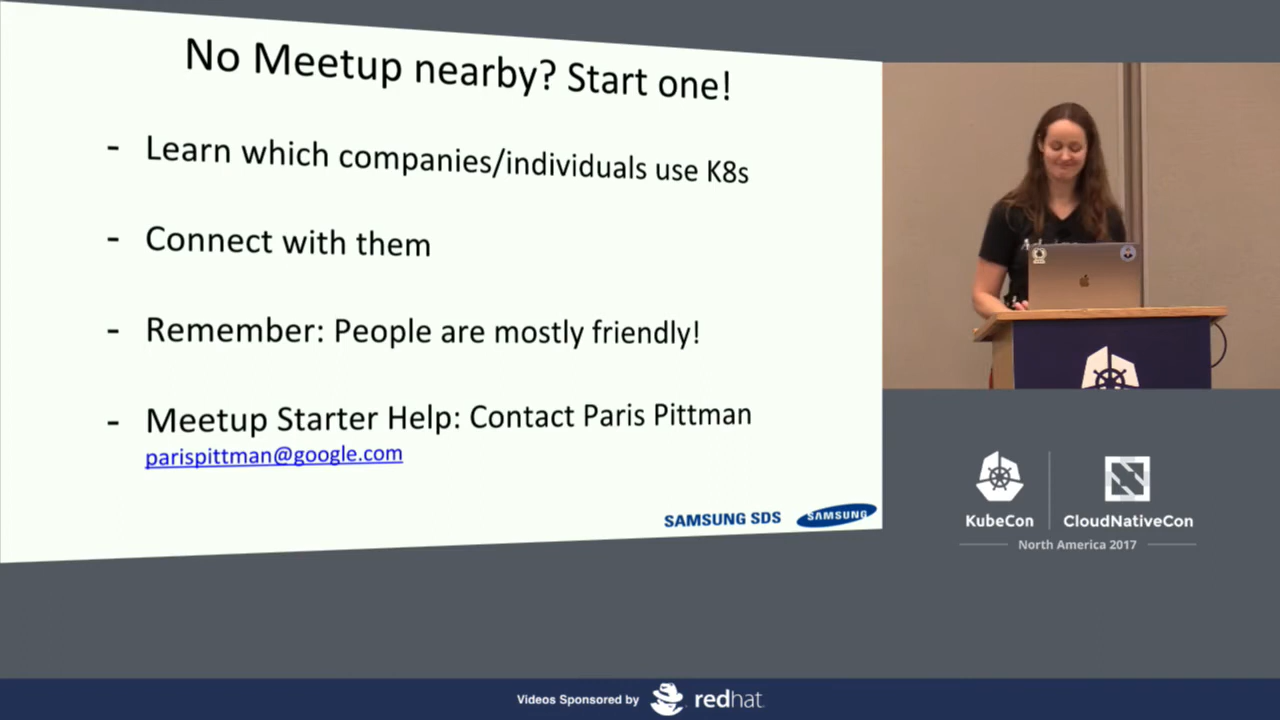 No Meetup nearby? Start one!
- Learn which companies/individuals use K8s
- Connect with them
- Remember: People are mostly friendly!
- Meetup Starter Help: Contact Paris Pittman
parispittman@google.com
SAMSUNG SDS
SAMSUNG
KubeCon
CloudNativeCon
North America 2017
Videos Sponsored by
redhat